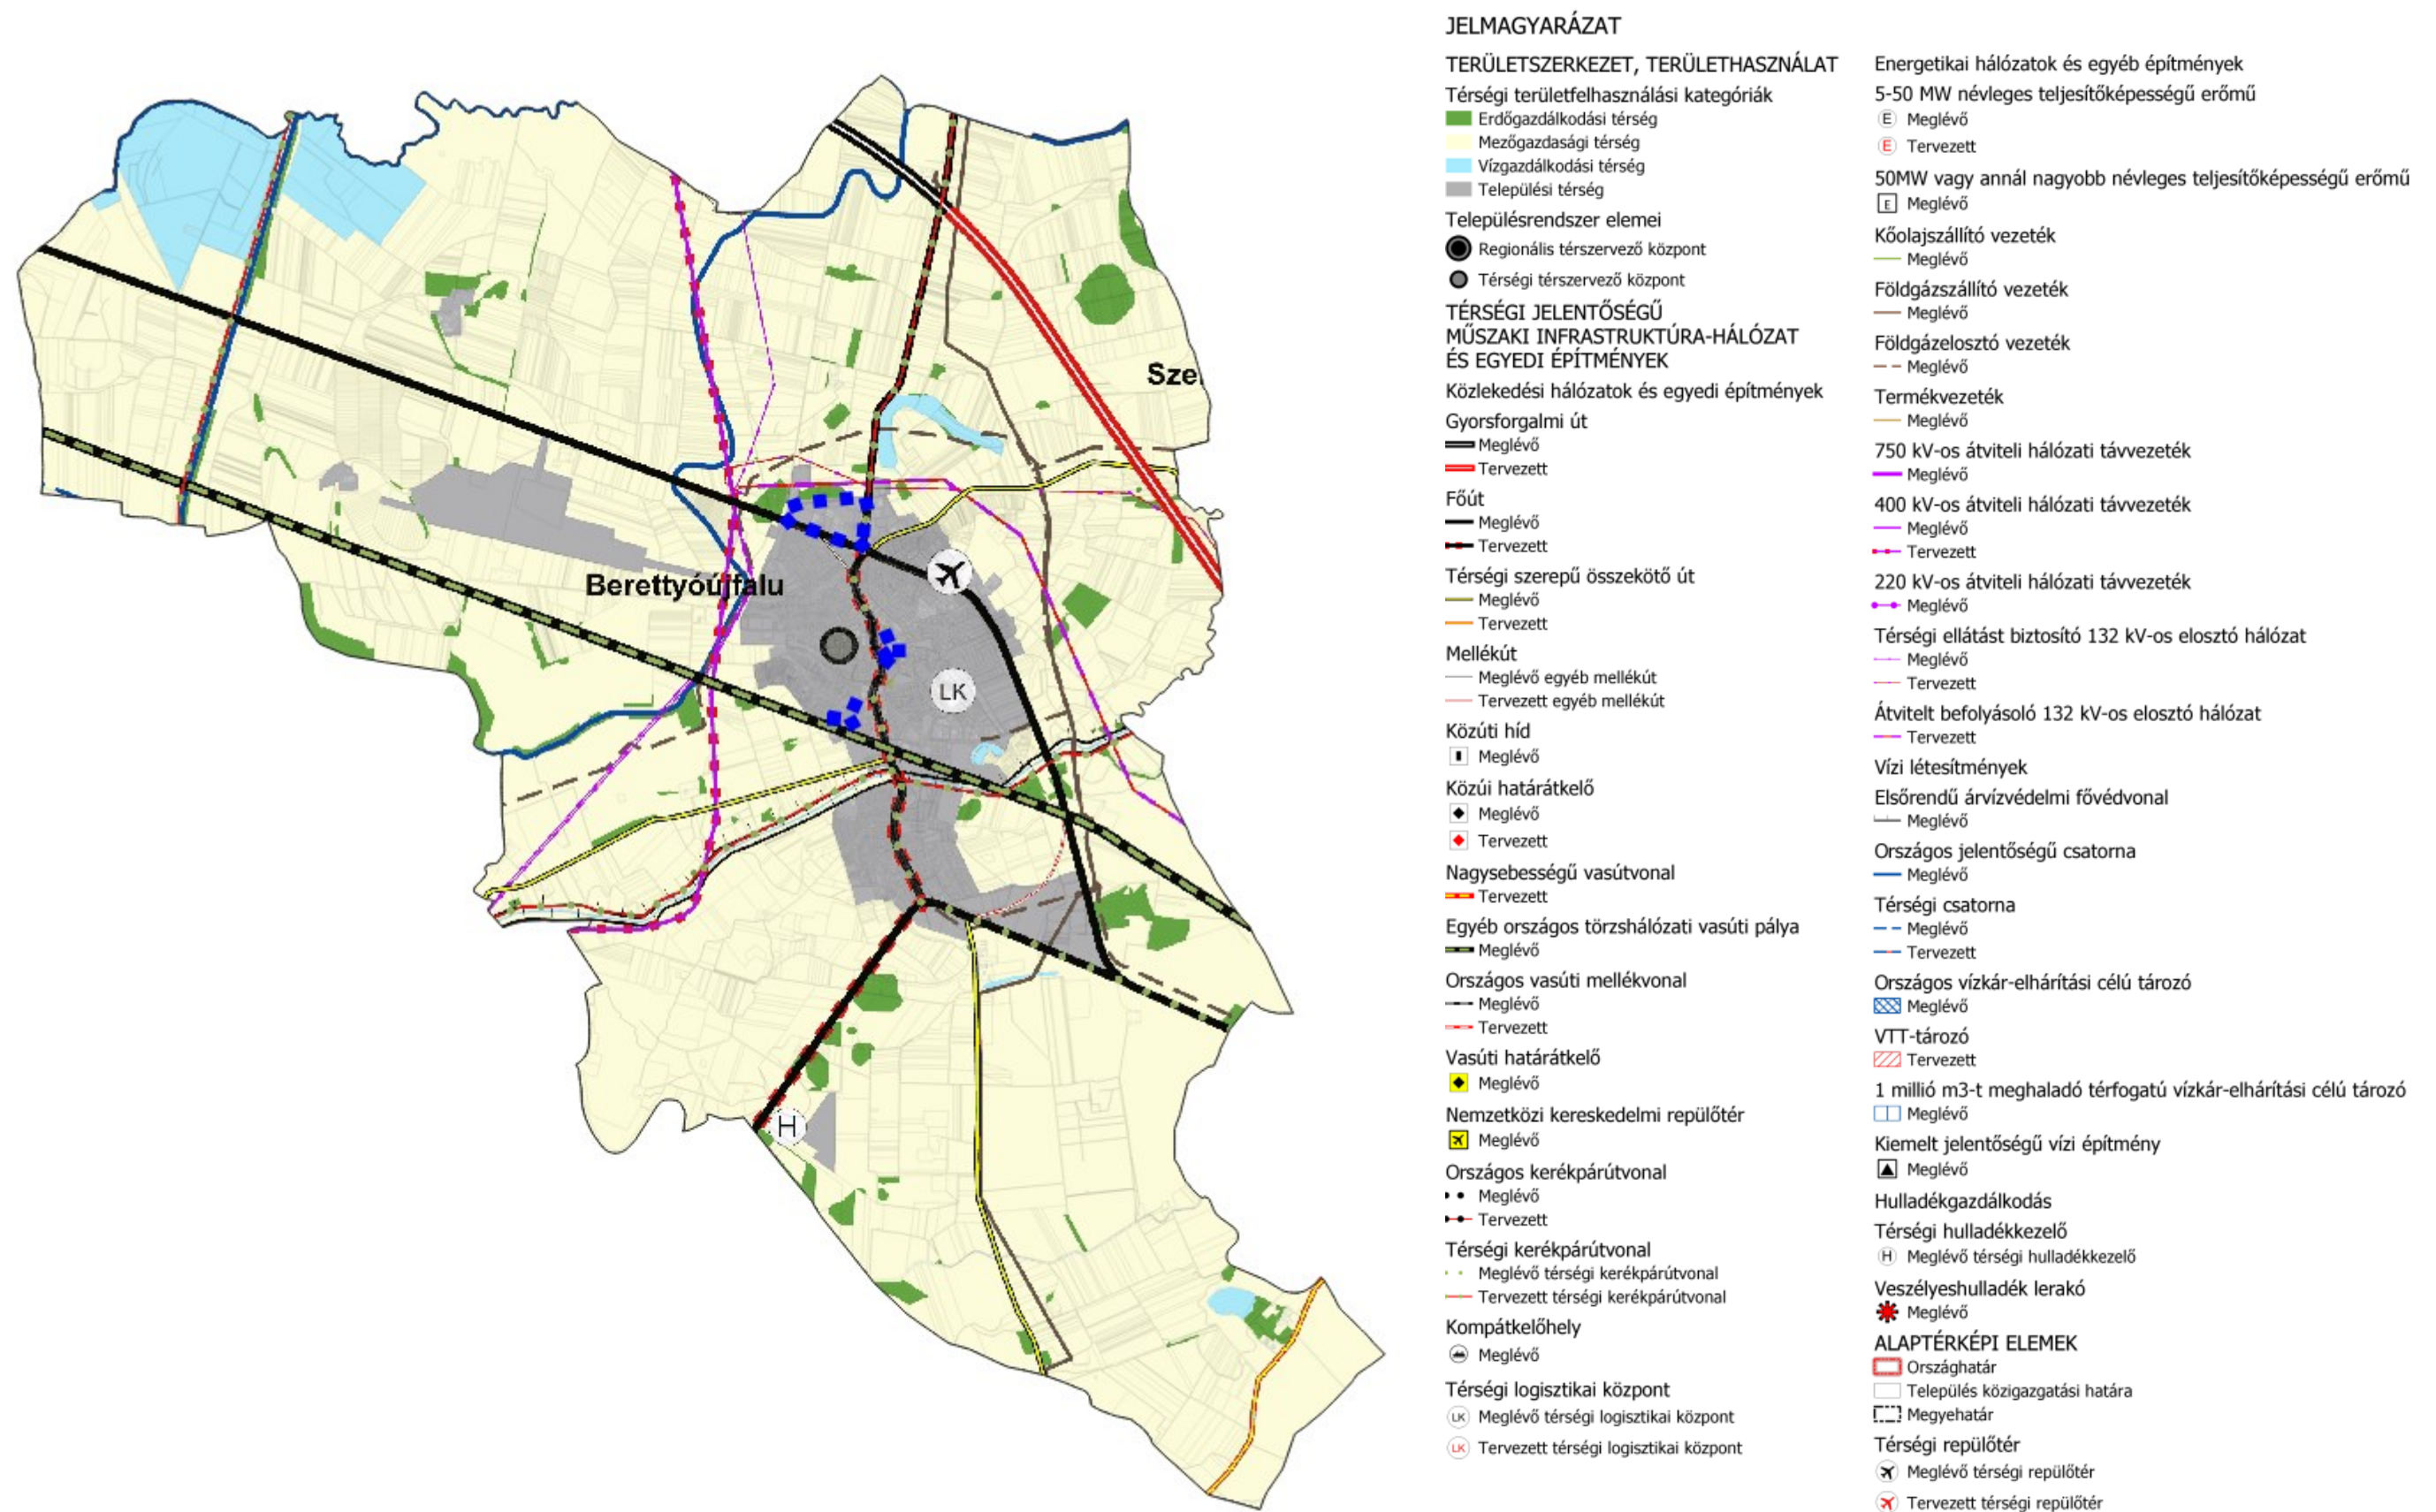 Sze
Berettyóújfalu
LK
H
JELMAGYARÁZAT
TERÜLETSZERKEZET, TERÜLETHASZNÁLAT
Térségi területfelhasználási kategóriák
Erdőgazdálkodási térség
Mezőgazdasági térség
Vízgazdálkodási térség
Települési térség
Településrendszer elemei
Regionális térszervező központ
Térségi térszervező központ
TÉRSÉGI JELENTŐSÉGŰ
MŰSZAKI INFRASTRUKTÚRA-HÁLÓZAT
ÉS EGYEDI ÉPÍTMÉNYEK
Közlekedési hálózatok és egyedi építmények
Gyorsforgalmi út
Meglévő
Tervezett
Főút
Meglévő
Tervezett
Térségi szerepű összekötő út
Meglévő
Tervezett
Mellékút
Meglévő egyéb mellékút
Tervezett egyéb mellékút
Közúti híd
Meglévő
Közúi határátkelő
Meglévő
Tervezett
Nagysebességű vasútvonal
Tervezett
Egyéb országos törzshálózati vasúti pálya
Meglévő
Országos vasúti mellékvonal
Meglévő
Tervezett
Vasúti határátkelő
Meglévő
Nemzetközi kereskedelmi repülőtér
Meglévő
Országos kerékpárútvonal
Meglévő
Tervezett
Térségi kerékpárútvonal
Meglévő térségi kerékpárútvonal
Tervezett térségi kerékpárútvonal
Kompátkelőhely
Meglévő
Térségi logisztikai központ
LK Meglévő térségi logisztikai központ
LK Tervezett térségi logisztikai központ
Energetikai hálózatok és egyéb építmények
5-50 MW névleges teljesítőképességű erőmű
E Meglévő
E Tervezett
50MW vagy annál nagyobb névleges teljesítőképességű erőmű
E Meglévő
Kőolajszállító vezeték
Meglévő
Földgázszállító vezeték
Meglévő
Földgázelosztó vezeték
Meglévő
Termékvezeték
Meglévő
750 kV-os átviteli hálózati távvezeték
Meglévő
400 kV-os átviteli hálózati távvezeték
Meglévő
Tervezett
220 kV-os átviteli hálózati távvezeték
Meglévő
Térségi ellátást biztosító 132 kV-os elosztó hálózat
Meglévő
Tervezett
Átvitelt befolyásoló 132 kV-os elosztó hálózat
Tervezett
Vízi létesítmények
Elsőrendű árvízvédelmi fővédvonal
Meglévő
Országos jelentőségű csatorna
Meglévő
Térségi csatorna
Meglévő
Tervezett
Országos vízkár-elhárítási célú tározó
Meglévő
VTT-tározó
Tervezett
1 millió m3-t meghaladó térfogatú vízkár-elhárítási célú tározó
Meglévő
Kiemelt jelentőségű vízi építmény
Meglévő
Hulladékgazdálkodás
Térségi hulladékkezelő
H Meglévő térségi hulladékkezelő
Veszélyeshulladék lerakó
Meglévő
ALAPTÉRKÉPI ELEMEK
Országhatár
Település közigazgatási határa
Megyehatár
Térségi repülőtér
Meglévő térségi repülőtér
Tervezett térségi repülőtér